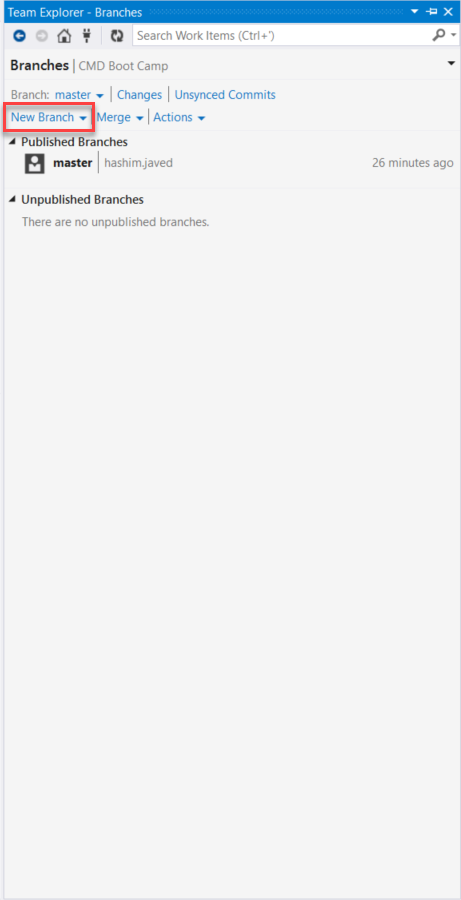 Team Explorer - Branches
Search Work Items (Ctrl+')
Branches | CMD Boot Camp
Branch: master | Changes | Unsynced Commits
New Branch Merge | Actions
Published Branches
master | hashim.javed 26 minutes ago
Unpublished Branches
There are no unpublished branches.